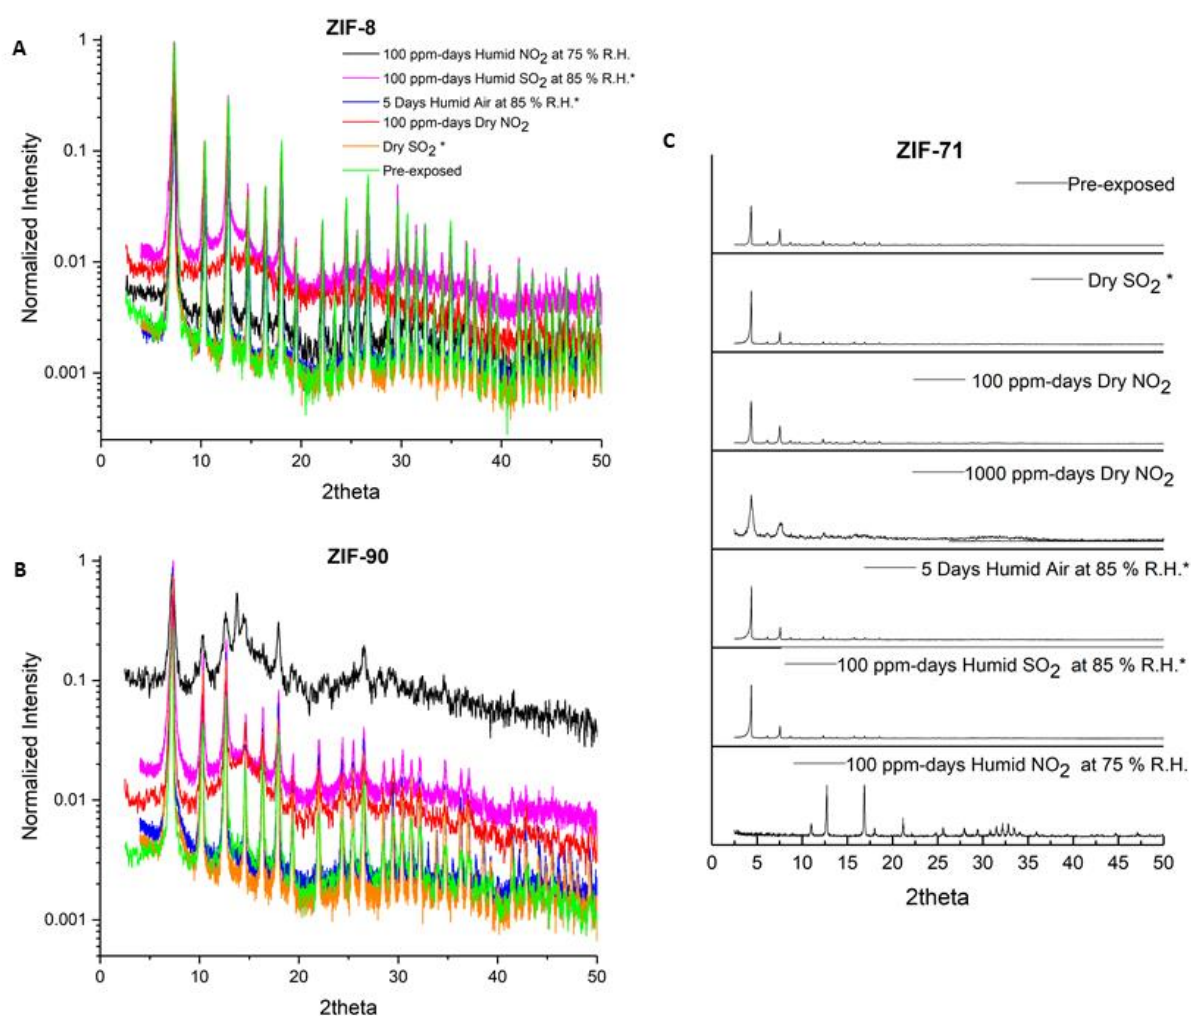 A
ZIF-8
100 ppm-days Humid NO2 at 75 % R.H.
100 ppm-days Humid SO2 at 85 % R.H.*
5 Days Humid Air at 85 % R.H.*
100 ppm-days Dry NO2
Dry SO2 *
Pre-exposed
1
0.1
0.01
0.001
Normalized Intensity
0 10 20 30 40 50
2theta
B
ZIF-90
1
0.1
0.01
0.001
Normalized Intensity
0 10 20 30 40 50
2theta
C
ZIF-71
Pre-exposed
Dry SO2 *
100 ppm-days Dry NO2
1000 ppm-days Dry NO2
5 Days Humid Air at 85 % R.H.*
100 ppm-days Humid SO2 at 85 % R.H.*
100 ppm-days Humid NO2 at 75 % R.H.
0 5 10 15 20 25 30 35 40 45 50
2theta